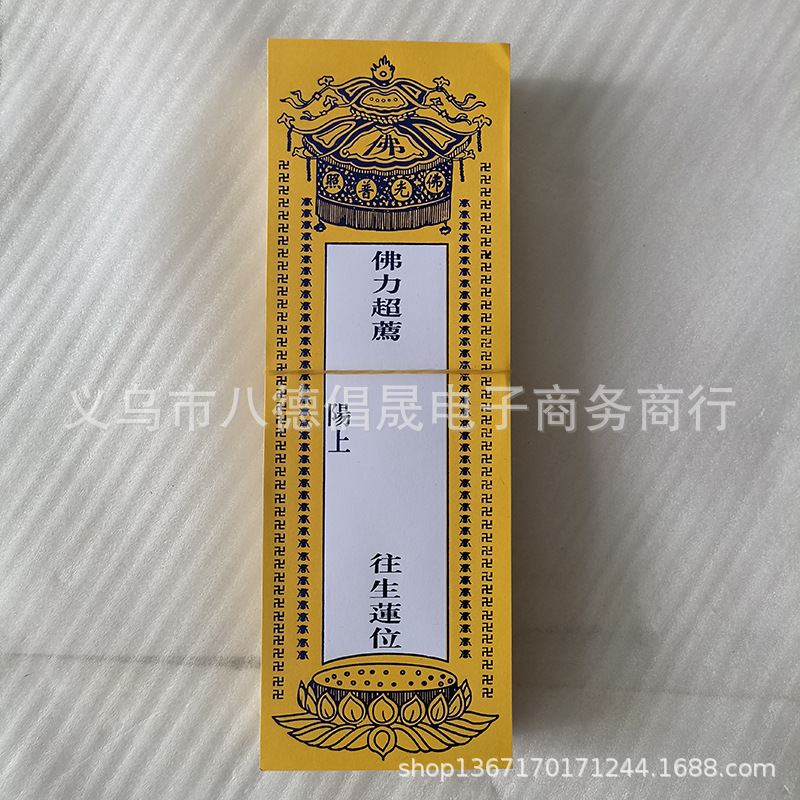 佛
佛光普照
佛力超薦
往生蓮位
陽上
义乌市八德倡晟电子商务商行
shop1367170171244.1688.com